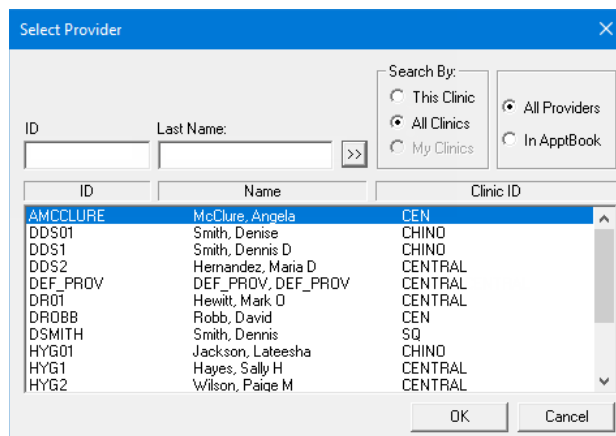 Select Provider
Search By:
This Clinic
All Clinics
My Clinics
All Providers
In ApptBook
ID Last Name:
>>
ID Name Clinic ID
AMCCLURE McClure, Angela CEN
DDS01 Smith, Denise CHINO
DDS1 Smith, Dennis D CHINO
DDS2 Hernandez, Maria D CENTRAL
DEF_PROV DEF_PROV, DEF_PROV CENTRAL
DR01 Hewitt, Mark O CENTRAL
DROBB Robb, David CEN
DSMITH Smith, Dennis SQ
HYG01 Jackson, Lateesha CHINO
HYG1 Hayes, Sally H CENTRAL
HYG2 Wilson, Paige M CENTRAL
OK Cancel